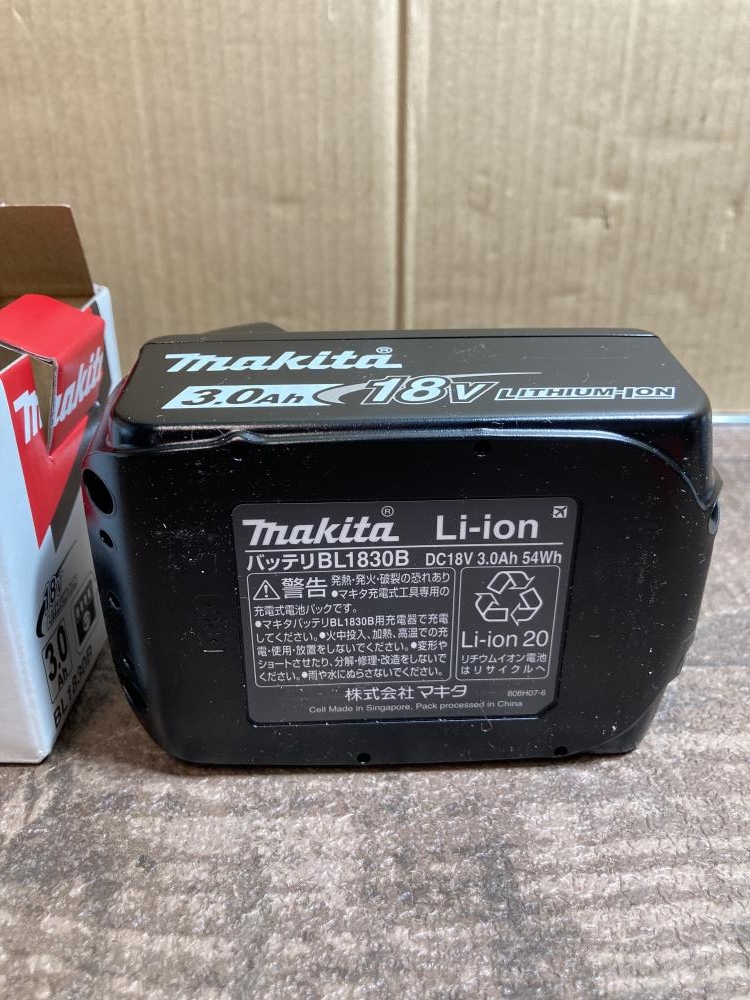 makita®
3.0Ah 18V LITHIUM-ION
makita® Li-ion
バッテリBL1830B DC18V 3.0Ah 54Wh
警告 発熱・発火・破裂の恐れあり
●マキタ充電式工具専用の
充電式電池パックです。
●マキタバッテリBL1830B用充電器で充電
してください。●火中投入、加熱、高温での充
電・使用・放置をしないでください。●変形や
ショートさせたり、分解・修理・改造をしないで
ください。●雨や水にぬらさないでください。
Li-ion 20
リチウムイオン電池
はリサイクルへ
株式会社マキタ
808H07-6
Cell Made in Singapore, Pack processed in China
makita
18V
3.0
Ah
BL1830B